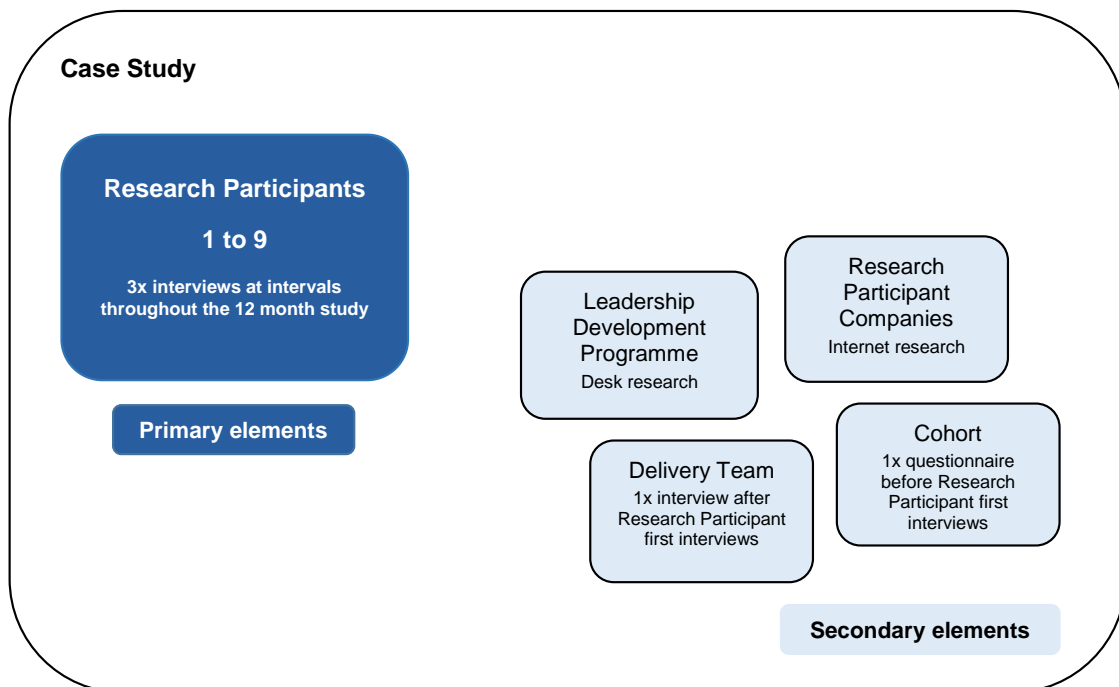 Case Study
Research Participants
1 to 9
3x interviews at intervals
throughout the 12 month study
Primary elements
Leadership
Development
Programme
Desk research
Research
Participant
Companies
Internet research
Delivery Team
1x interview after
Research Participant
first interviews
Cohort
1x questionnaire
before Research
Participant first
interviews
Secondary elements